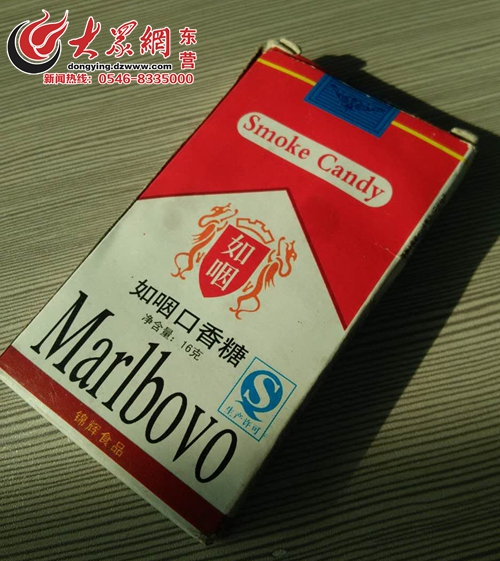 大众網 东营
dongying.dzwww.com
新闻热线：0546-8335000
Smoke Candy
如咽
如咽口香糖
净含量：16克
Marlbovo
生产许可
锦辉食品